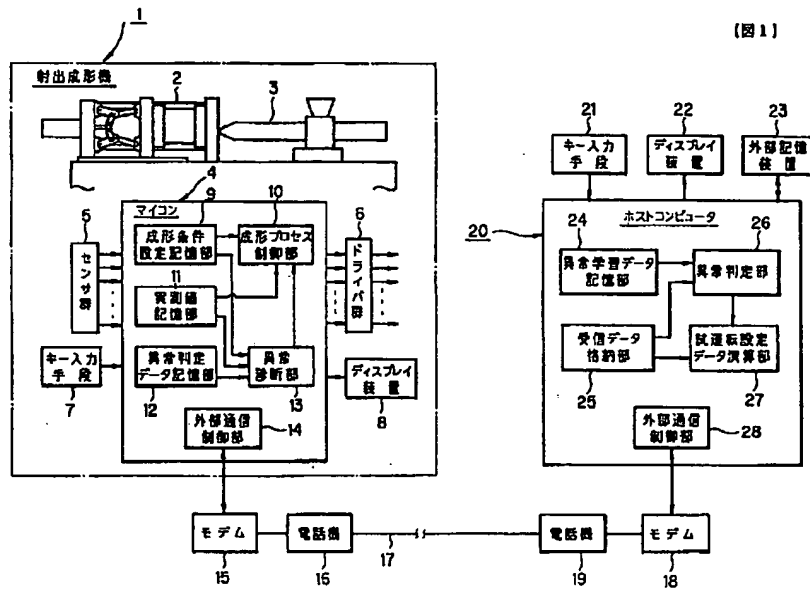 【図1】
1
射出成形機
2
3
4
マイコン
9
10
成形条件
設定記憶部
成形プロセス
制御部
5
センサ群
6
ドライバ群
11
実測値
記憶部
異常判定
データ記憶部
12
異常
診断部
13
キー入力
手段
7
ディスプレイ
装置
8
外部通信
制御部
14
モデム
15
電話機
16
17
電話機
19
モデム
18
21
22
23
キー入力
手段
ディスプレイ
装置
外部記憶
装置
20
ホストコンピュータ
24
26
異常学習データ
記憶部
異常判定部
受信データ
格納部
25
試運転設定
データ演算部
27
外部通信
制御部
28